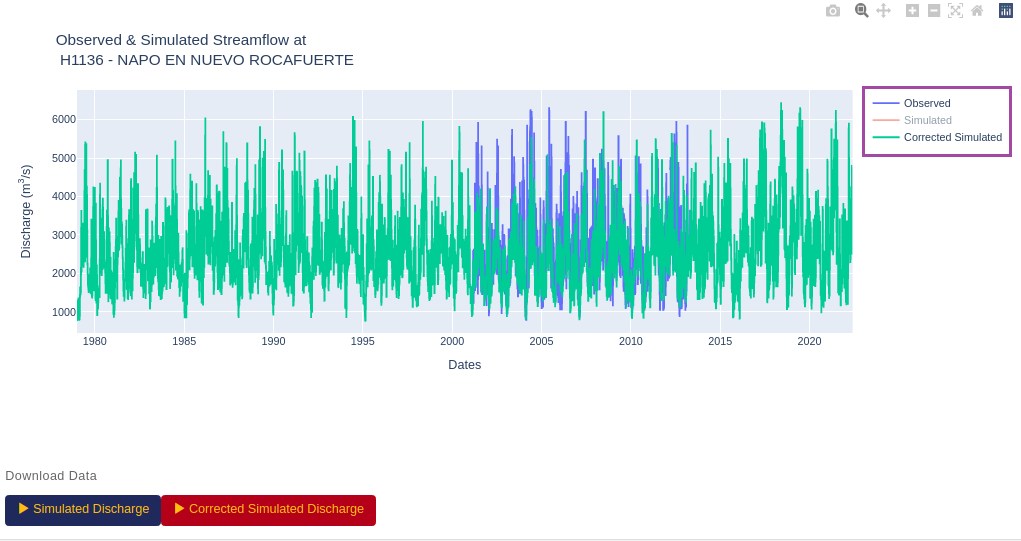 Observed & Simulated Streamflow at
H1136 - NAPO EN NUEVO ROCAFUERTE
Observed
Simulated
Corrected Simulated
Discharge (m³/s)
6000
5000
4000
3000
2000
1000
1980 1985 1990 1995 2000 2005 2010 2015 2020
Dates
Download Data
Simulated Discharge
Corrected Simulated Discharge